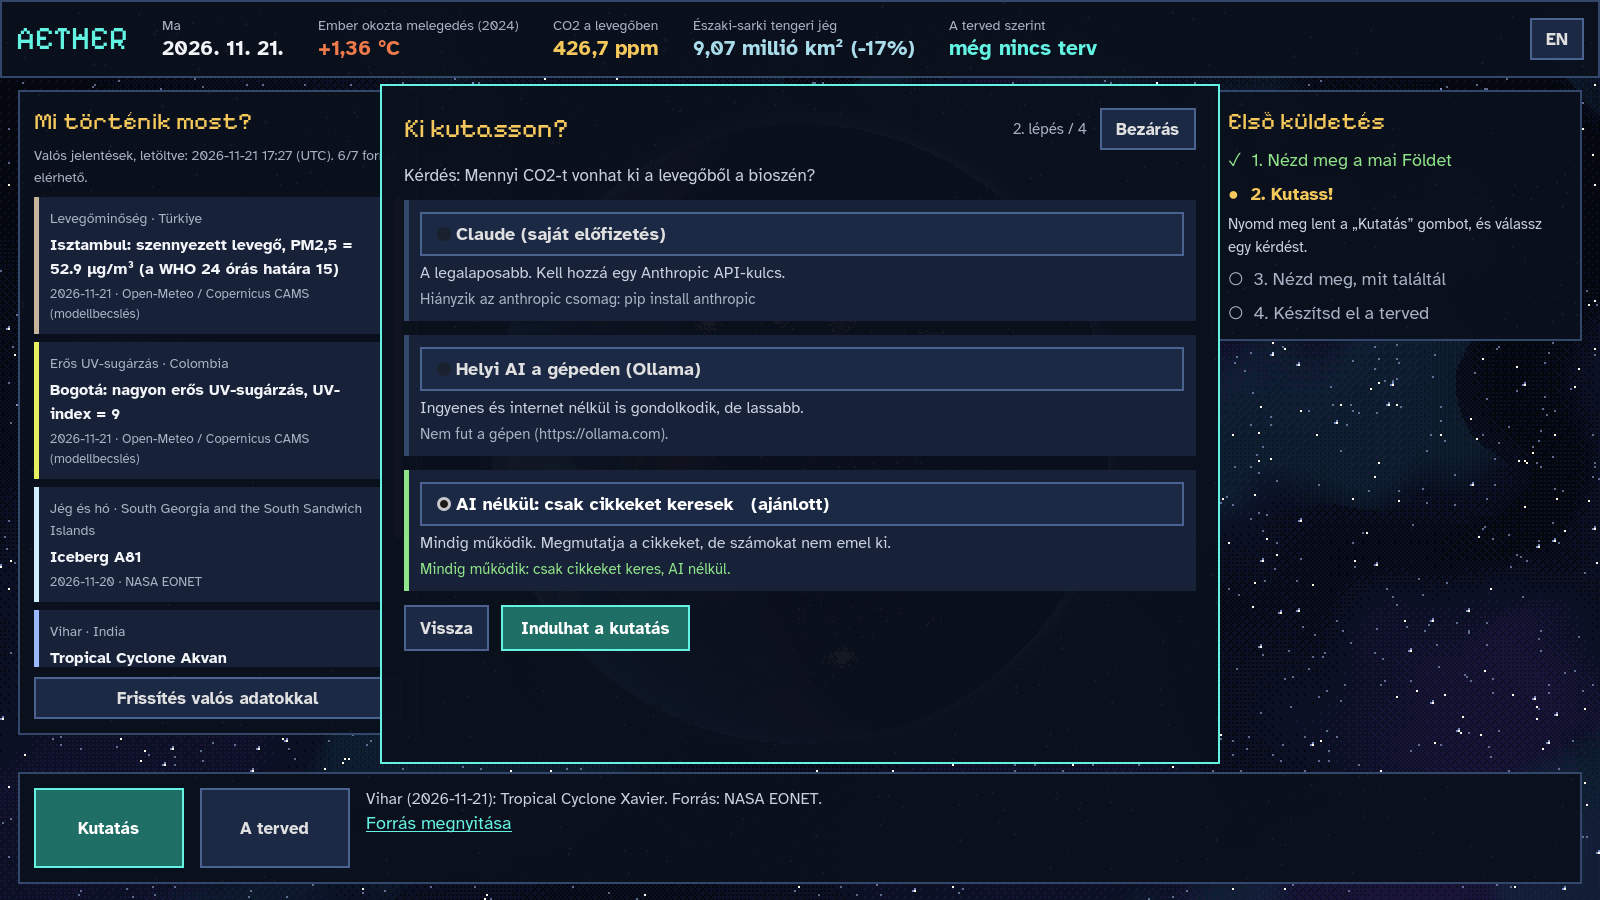 AETHER
Ma
2026. 11. 21.
Ember okozta melegedés (2024)
+1,36 °C
CO2 a levegőben
426,7 ppm
Északi-sarki tengeri jég
9,07 millió km² (-17%)
A terved szerint
még nincs terv
EN
Mi történik most?
Valós jelentések, letöltve: 2026-11-21 17:27 (UTC). 6/7
elérhető.
Levegőminőség · Türkiye
Isztambul: szennyezett levegő, PM2,5 =
52.9 µg/m³ (a WHO 24 órás határa 15)
2026-11-21 · Open-Meteo / Copernicus CAMS
(modellbecslés)
Erős UV-sugárzás · Colombia
Bogotá: nagyon erős UV-sugárzás, UV-
index = 9
2026-11-21 · Open-Meteo / Copernicus CAMS
(modellbecslés)
Jég és hó · South Georgia and the South Sandwich
Islands
Iceberg A81
2026-11-20 · NASA EONET
Vihar · India
Tropical Cyclone Akvan
Frissítés valós adatokkal
Ki kutasson?
2. lépés / 4
Bezárás
Kérdés: Mennyi CO2-t vonhat ki a levegőből a bioszén?
Claude (saját előfizetés)
A legalaposabb. Kell hozzá egy Anthropic API-kulcs.
Hiányzik az anthropic csomag: pip install anthropic
Helyi AI a gépeden (Ollama)
Ingyenes és internet nélkül is gondolkodik, de lassabb.
Nem fut a gépen (https://ollama.com).
AI nélkül: csak cikkeket keresek (ajánlott)
Mindig működik. Megmutatja a cikkeket, de számokat nem emel ki.
Mindig működik: csak cikkeket keres, AI nélkül.
Vissza
Indulhat a kutatás
Első küldetés
✓ 1. Nézd meg a mai Földet
● 2. Kutass!
Nyomd meg lent a „Kutatás” gombot, és válassz
egy kérdést.
○ 3. Nézd meg, mit találtál
○ 4. Készítsd el a terved
Kutatás
A terved
Vihar (2026-11-21): Tropical Cyclone Xavier. Forrás: NASA EONET.
Forrás megnyitása